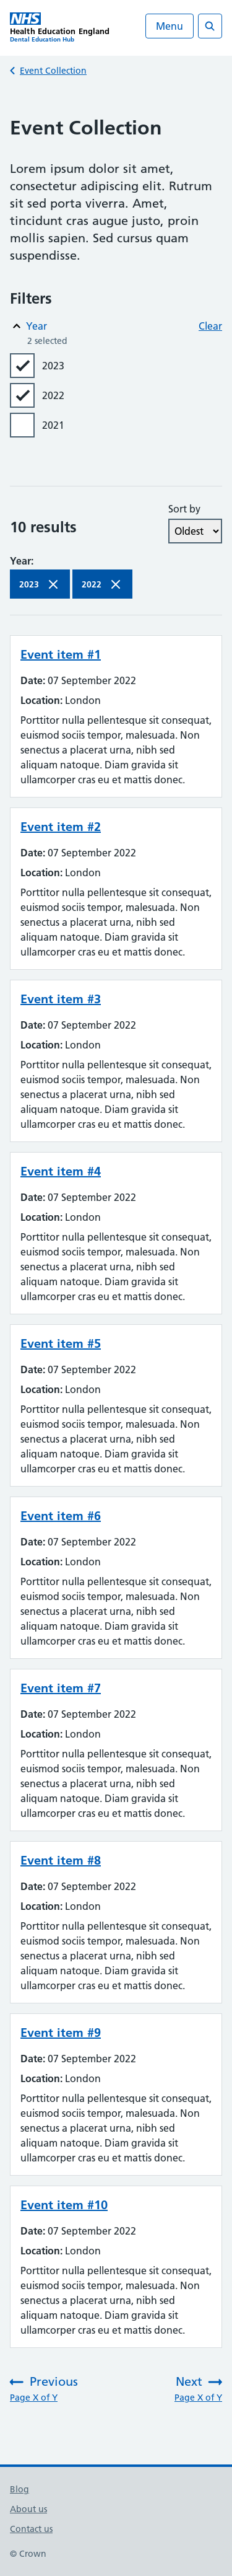 NHS
Health Education England
Dental Education Hub
Menu
Event Collection
Event Collection
Lorem ipsum dolor sit amet,
consectetur adipiscing elit. Rutrum
sit sed porta viverra. Amet,
tincidunt cras augue justo, proin
mollis sapien. Sed cursus quam
suspendisse.
Filters
Year
Clear
2 selected
2023
2022
2021
Sort by
10 results
Oldest
Year:
2023
2022
Event item #1
Date: 07 September 2022
Location: London
Porttitor nulla pellentesque sit consequat,
euismod sociis tempor, malesuada. Non
senectus a placerat urna, nibh sed
aliquam natoque. Diam gravida sit
ullamcorper cras eu et mattis donec.
Event item #2
Date: 07 September 2022
Location: London
Porttitor nulla pellentesque sit consequat,
euismod sociis tempor, malesuada. Non
senectus a placerat urna, nibh sed
aliquam natoque. Diam gravida sit
ullamcorper cras eu et mattis donec.
Event item #3
Date: 07 September 2022
Location: London
Porttitor nulla pellentesque sit consequat,
euismod sociis tempor, malesuada. Non
senectus a placerat urna, nibh sed
aliquam natoque. Diam gravida sit
ullamcorper cras eu et mattis donec.
Event item #4
Date: 07 September 2022
Location: London
Porttitor nulla pellentesque sit consequat,
euismod sociis tempor, malesuada. Non
senectus a placerat urna, nibh sed
aliquam natoque. Diam gravida sit
ullamcorper cras eu et mattis donec.
Event item #5
Date: 07 September 2022
Location: London
Porttitor nulla pellentesque sit consequat,
euismod sociis tempor, malesuada. Non
senectus a placerat urna, nibh sed
aliquam natoque. Diam gravida sit
ullamcorper cras eu et mattis donec.
Event item #6
Date: 07 September 2022
Location: London
Porttitor nulla pellentesque sit consequat,
euismod sociis tempor, malesuada. Non
senectus a placerat urna, nibh sed
aliquam natoque. Diam gravida sit
ullamcorper cras eu et mattis donec.
Event item #7
Date: 07 September 2022
Location: London
Porttitor nulla pellentesque sit consequat,
euismod sociis tempor, malesuada. Non
senectus a placerat urna, nibh sed
aliquam natoque. Diam gravida sit
ullamcorper cras eu et mattis donec.
Event item #8
Date: 07 September 2022
Location: London
Porttitor nulla pellentesque sit consequat,
euismod sociis tempor, malesuada. Non
senectus a placerat urna, nibh sed
aliquam natoque. Diam gravida sit
ullamcorper cras eu et mattis donec.
Event item #9
Date: 07 September 2022
Location: London
Porttitor nulla pellentesque sit consequat,
euismod sociis tempor, malesuada. Non
senectus a placerat urna, nibh sed
aliquam natoque. Diam gravida sit
ullamcorper cras eu et mattis donec.
Event item #10
Date: 07 September 2022
Location: London
Porttitor nulla pellentesque sit consequat,
euismod sociis tempor, malesuada. Non
senectus a placerat urna, nibh sed
aliquam natoque. Diam gravida sit
ullamcorper cras eu et mattis donec.
Previous
Page X of Y
Next
Page X of Y
Blog
About us
Contact us
© Crown